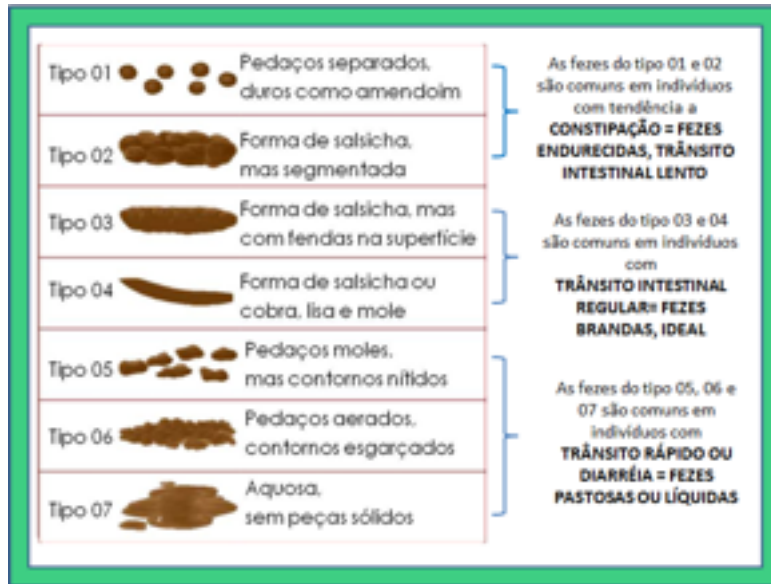 Tipo 01
Pedaços separados,
duros como amendoim
Tipo 02
Forma de salsicha,
mas segmentada
Tipo 03
Forma de salsicha, mas
com fendas na superfície
Tipo 04
Forma de salsicha ou
cobra, lisa e mole
Tipo 05
Pedaços moles,
mas contornos nítidos
Tipo 06
Pedaços aerados,
contornos esgarçados
Tipo 07
Aquosa,
sem peças sólidos
As fezes do tipo 01 e 02
são comuns em indivíduos
com tendência a
CONSTIPAÇÃO = FEZES
ENDURECIDAS, TRÂNSITO
INTESTINAL LENTO
As fezes do tipo 03 e 04
são comuns em indivíduos
com
TRÂNSITO INTESTINAL
REGULAR= FEZES
BRANDAS, IDEAL
As fezes do tipo 05, 06 e
07 são comuns em
indivíduos com
TRÂNSITO RÁPIDO OU
DIARRÉIA = FEZES
PASTOSAS OU LÍQUIDAS